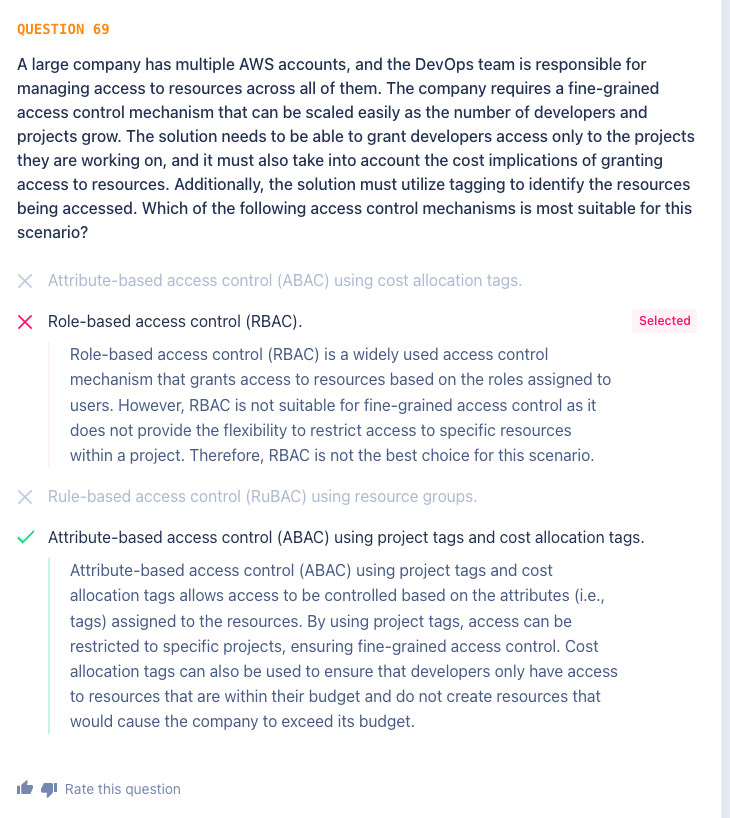 QUESTION 69
A large company has multiple AWS accounts, and the DevOps team is responsible for
managing access to resources across all of them. The company requires a fine-grained
access control mechanism that can be scaled easily as the number of developers and
projects grow. The solution needs to be able to grant developers access only to the projects
they are working on, and it must also take into account the cost implications of granting
access to resources. Additionally, the solution must utilize tagging to identify the resources
being accessed. Which of the following access control mechanisms is most suitable for this
scenario?
Attribute-based access control (ABAC) using cost allocation tags.
Role-based access control (RBAC). Selected
Role-based access control (RBAC) is a widely used access control
mechanism that grants access to resources based on the roles assigned to
users. However, RBAC is not suitable for fine-grained access control as it
does not provide the flexibility to restrict access to specific resources
within a project. Therefore, RBAC is not the best choice for this scenario.
Rule-based access control (RuBAC) using resource groups.
Attribute-based access control (ABAC) using project tags and cost allocation tags.
Attribute-based access control (ABAC) using project tags and cost
allocation tags allows access to be controlled based on the attributes (i.e.,
tags) assigned to the resources. By using project tags, access can be
restricted to specific projects, ensuring fine-grained access control. Cost
allocation tags can also be used to ensure that developers only have access
to resources that are within their budget and do not create resources that
would cause the company to exceed its budget.
Rate this question